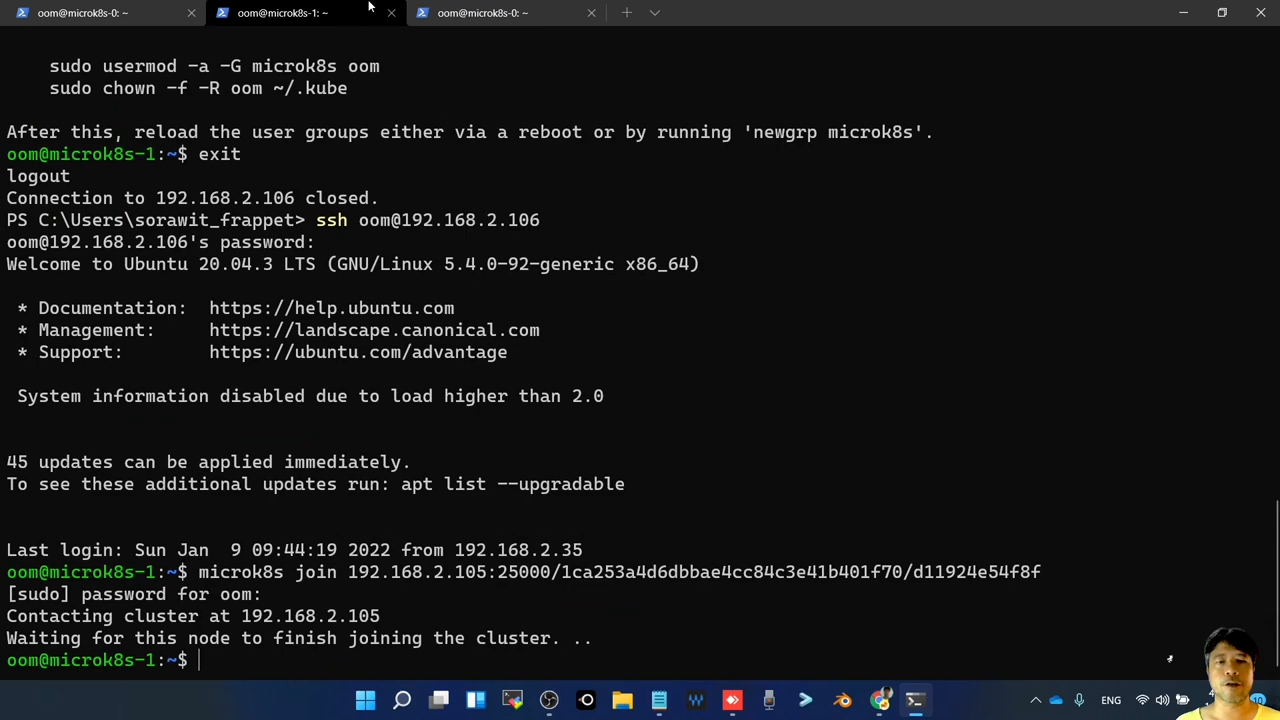 oom@microk8s-0: ~
oom@microk8s-1: ~
oom@microk8s-0: ~
sudo usermod -a -G microk8s oom
sudo chown -f -R oom ~/.kube
After this, reload the user groups either via a reboot or by running 'newgrp microk8s'.
oom@microk8s-1:~$ exit
logout
Connection to 192.168.2.106 closed.
PS C:\Users\sorawit_frappet> ssh oom@192.168.2.106
oom@192.168.2.106's password:
Welcome to Ubuntu 20.04.3 LTS (GNU/Linux 5.4.0-92-generic x86_64)
* Documentation: https://help.ubuntu.com
* Management: https://landscape.canonical.com
* Support: https://ubuntu.com/advantage
System information disabled due to load higher than 2.0
45 updates can be applied immediately.
To see these additional updates run: apt list --upgradable
Last login: Sun Jan 9 09:44:19 2022 from 192.168.2.35
oom@microk8s-1:~$ microk8s join 192.168.2.105:25000/1ca253a4d6dbbae4cc84c3e41b401f70/d11924e54f8f
[sudo] password for oom:
Contacting cluster at 192.168.2.105
Waiting for this node to finish joining the cluster. ..
oom@microk8s-1:~$
ENG